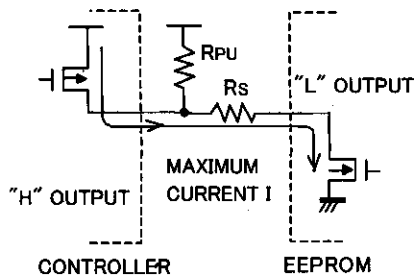 RPU
RS
"L" OUTPUT
MAXIMUM
CURRENT I
"H" OUTPUT
CONTROLLER
EEPROM